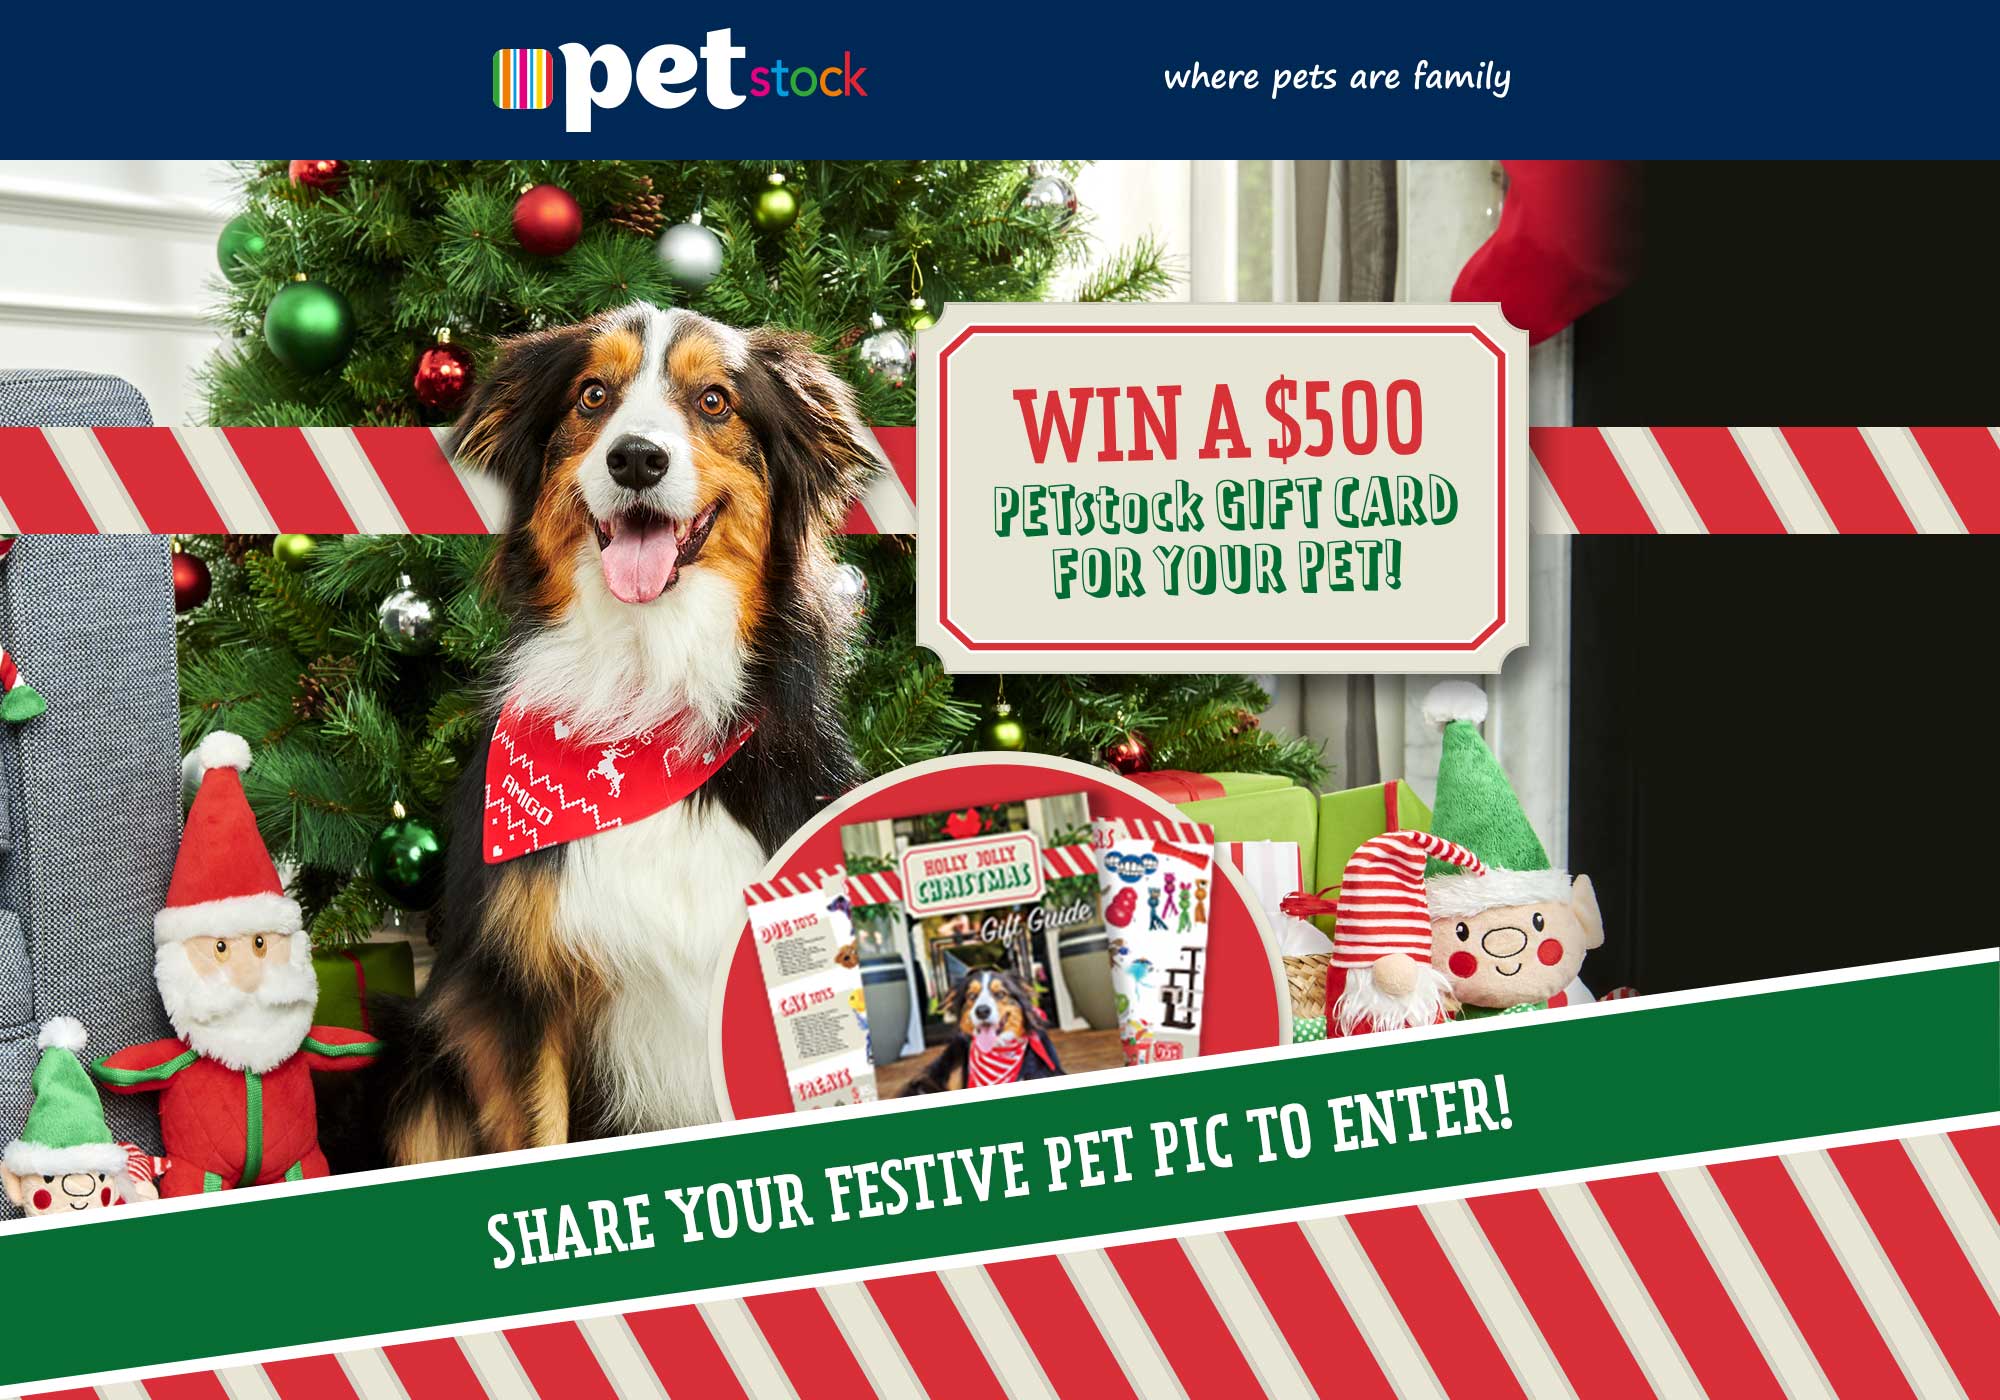 petstock
where pets are family
WIN A $500
PETstock GIFT CARD
FOR YOUR PET!
AMIGO
HOLLY JOLLY
CHRISTMAS
Gift Guide
DOG TOYS
CAT TOYS
TREATS
SHARE YOUR FESTIVE PET PIC TO ENTER!